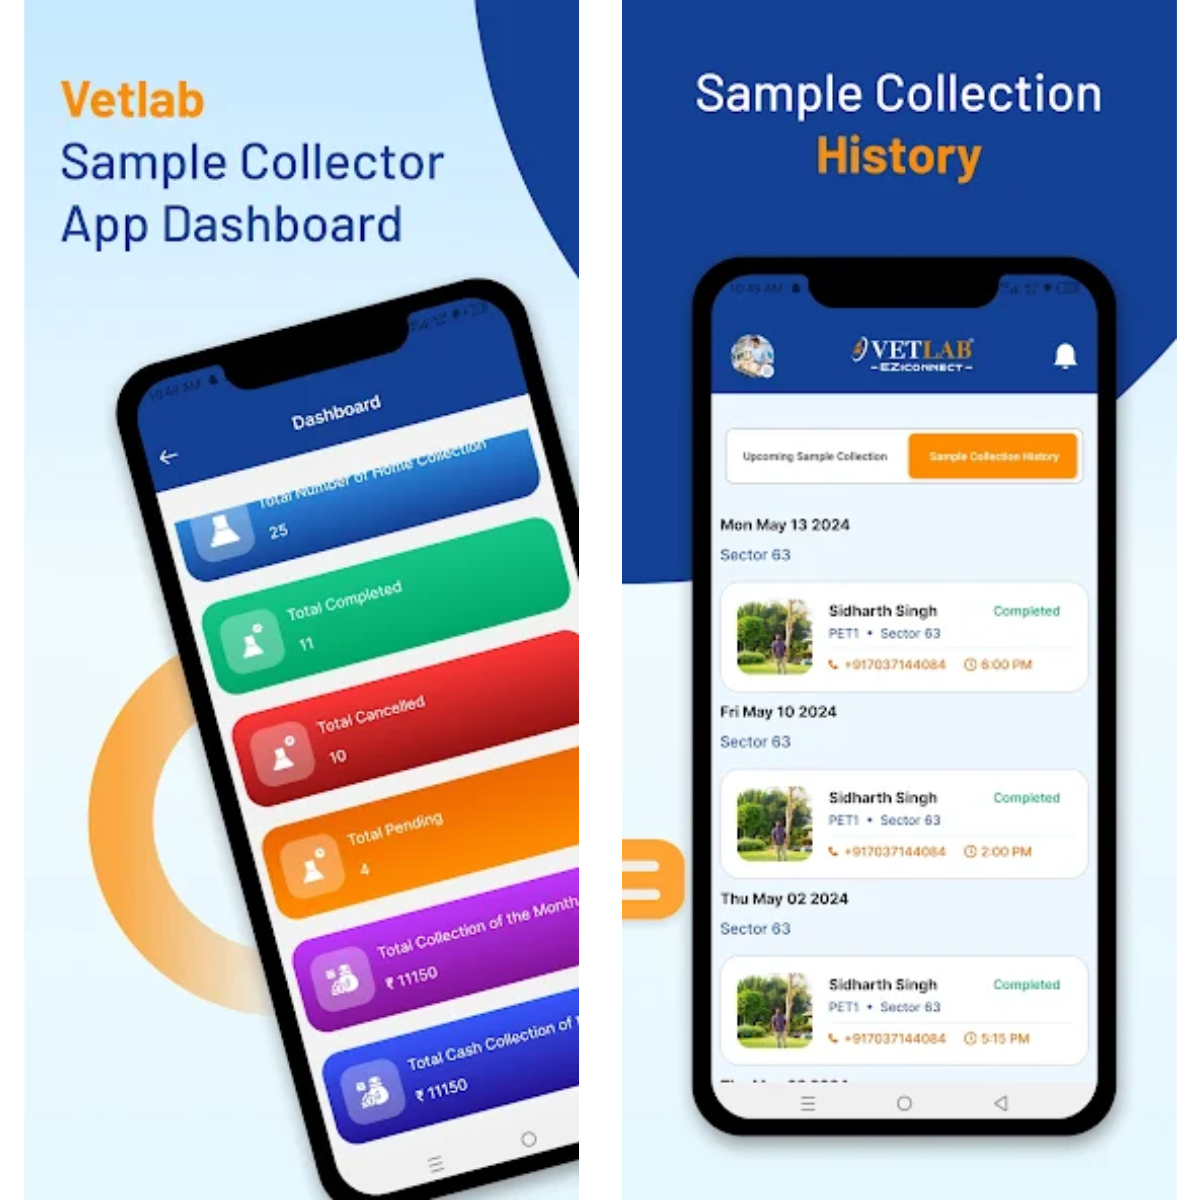 Vetlab
Sample Collector
App Dashboard
10:48 AM
Dashboard
Total Number of Home Collection
25
Total Completed
11
Total Cancelled
10
Total Pending
4
Total Collection of the Month
₹ 11150
Total Cash Collection of
₹ 11150
Sample Collection
History
10:49 AM
VETLAB
EZICONNECT
Upcoming Sample Collection
Sample Collection History
Mon May 13 2024
Sector 63
Sidharth Singh
Completed
PET1 • Sector 63
+917037144084
6:00 PM
Fri May 10 2024
Sector 63
Sidharth Singh
Completed
PET1 • Sector 63
+917037144084
2:00 PM
Thu May 02 2024
Sector 63
Sidharth Singh
Completed
PET1 • Sector 63
+917037144084
5:15 PM